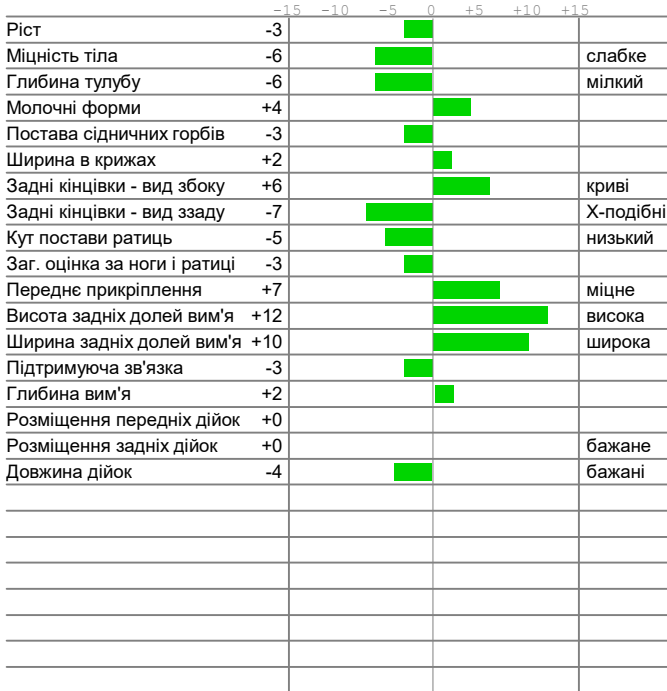 -15 -10 -5 0 +5 +10 +15
Ріст -3
Міцність тіла -6 слабке
Глибина тулубу -6 мілкий
Молочні форми +4
Постава сідничних горбів -3
Ширина в крижах +2
Задні кінцівки - вид збоку +6 криві
Задні кінцівки - вид ззаду -7 Х-подібні
Кут постави ратиць -5 низький
Заг. оцінка за ноги і ратиці -3
Переднє прикріплення +7 міцне
Висота задніх долей вим'я +12 висока
Ширина задніх долей вим'я +10 широка
Підтримуюча зв'язка -3
Глибина вим'я +2
Розміщення передніх дійок +0
Розміщення задніх дійок +0 бажане
Довжина дійок -4 бажані